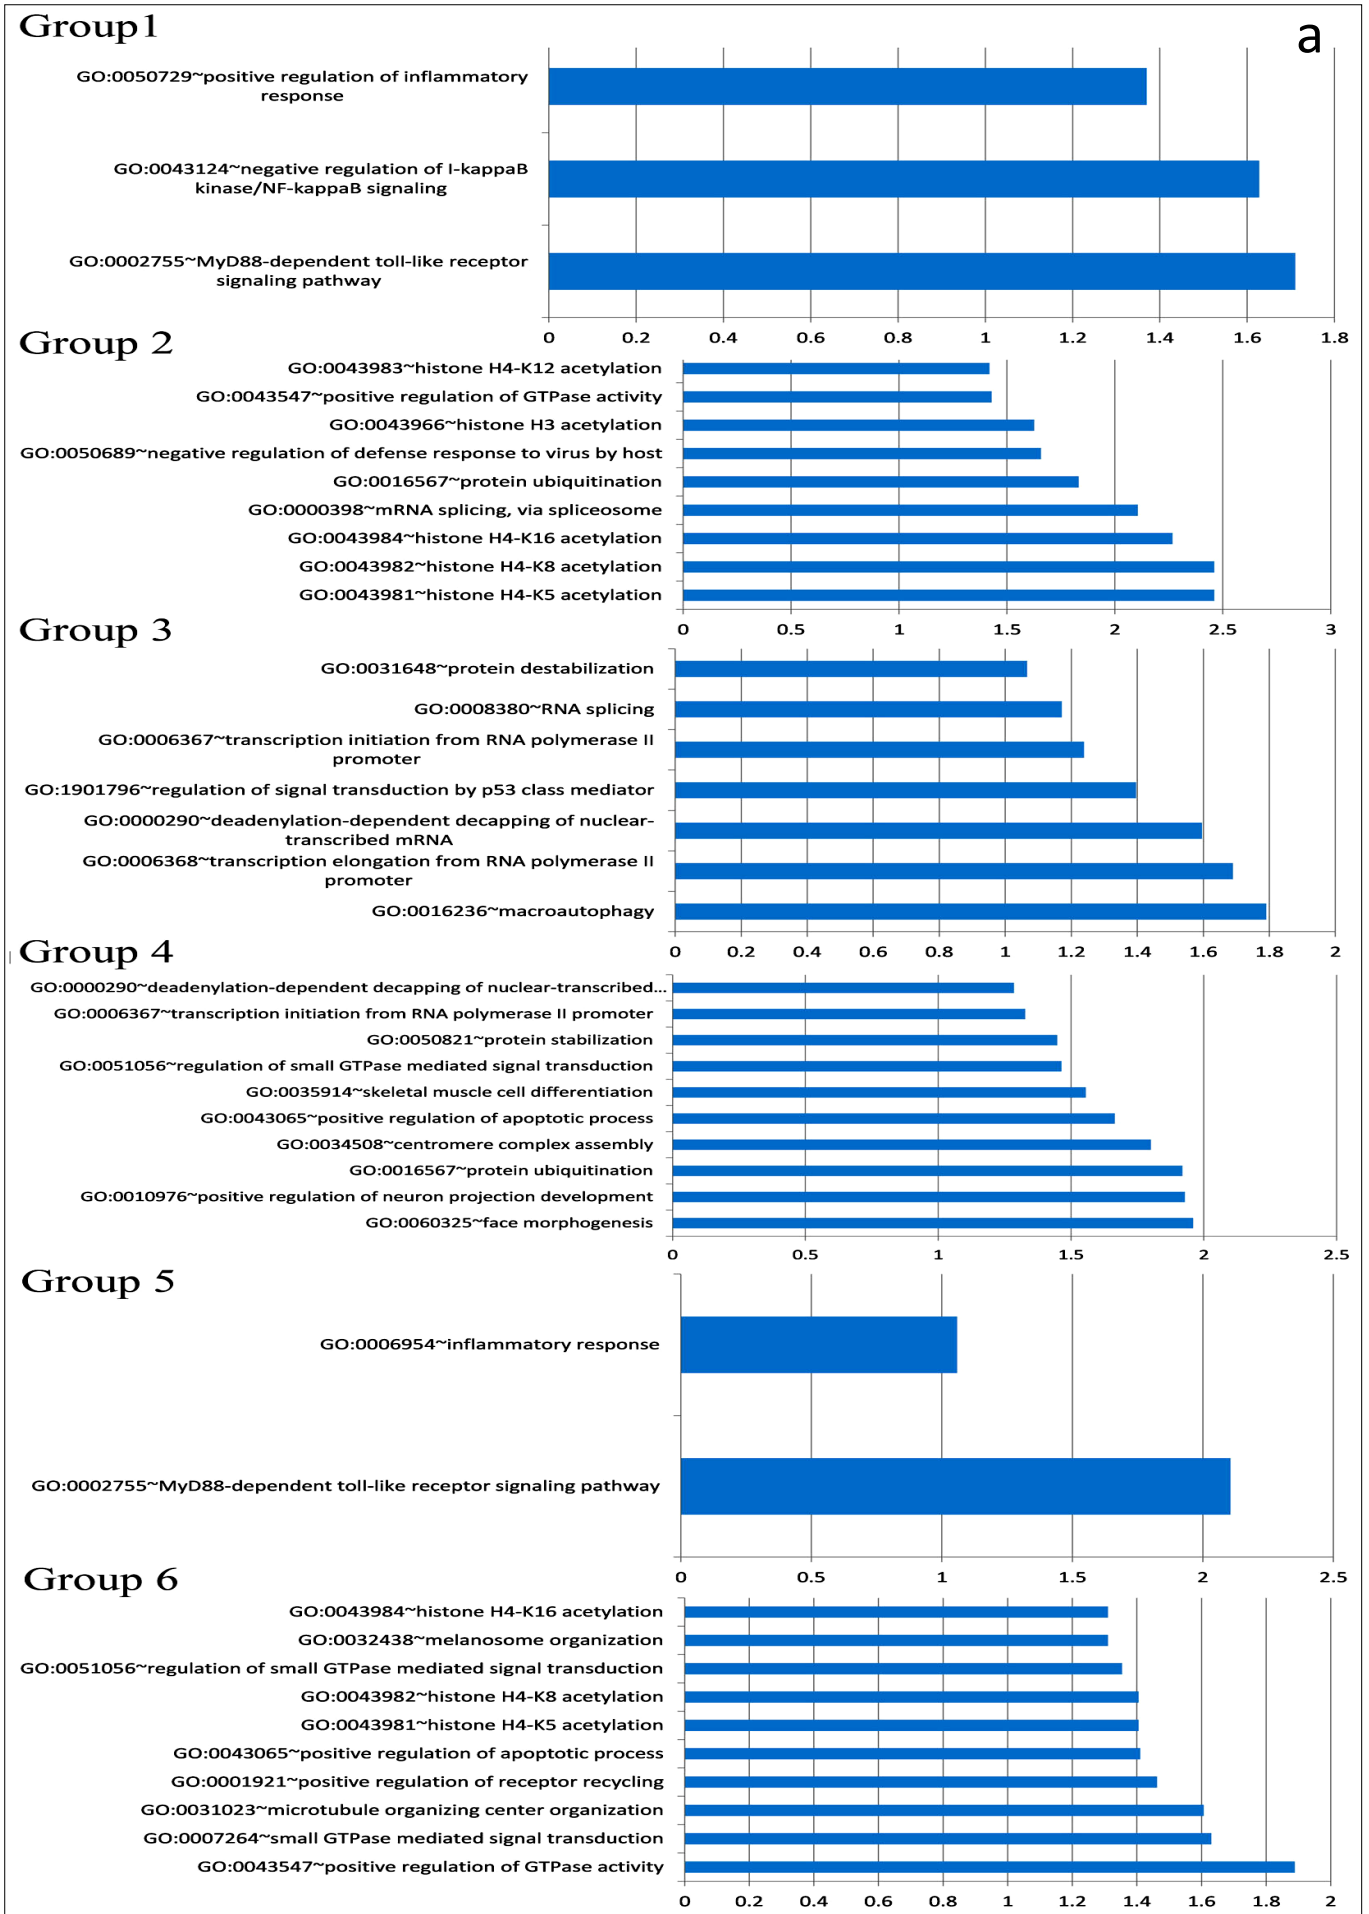 Group1
a
GO:0050729~positive regulation of inflammatory
response
GO:0043124~negative regulation of I-kappaB
kinase/NF-kappaB signaling
GO:0002755~MyD88-dependent toll-like receptor
signaling pathway
0 0.2 0.4 0.6 0.8 1 1.2 1.4 1.6 1.8
Group 2
GO:0043983~histone H4-K12 acetylation
GO:0043547~positive regulation of GTPase activity
GO:0043966~histone H3 acetylation
GO:0050689~negative regulation of defense response to virus by host
GO:0016567~protein ubiquitination
GO:0000398~mRNA splicing, via spliceosome
GO:0043984~histone H4-K16 acetylation
GO:0043982~histone H4-K8 acetylation
GO:0043981~histone H4-K5 acetylation
0 0.5 1 1.5 2 2.5 3
Group 3
GO:0031648~protein destabilization
GO:0008380~RNA splicing
GO:0006367~transcription initiation from RNA polymerase II
promoter
GO:1901796~regulation of signal transduction by p53 class mediator
GO:0000290~deadenylation-dependent decapping of nuclear-
transcribed mRNA
GO:0006368~transcription elongation from RNA polymerase II
promoter
GO:0016236~macroautophagy
0 0.2 0.4 0.6 0.8 1 1.2 1.4 1.6 1.8 2
Group 4
GO:0000290~deadenylation-dependent decapping of nuclear-transcribed...
GO:0006367~transcription initiation from RNA polymerase II promoter
GO:0050821~protein stabilization
GO:0051056~regulation of small GTPase mediated signal transduction
GO:0035914~skeletal muscle cell differentiation
GO:0043065~positive regulation of apoptotic process
GO:0034508~centromere complex assembly
GO:0016567~protein ubiquitination
GO:0010976~positive regulation of neuron projection development
GO:0060325~face morphogenesis
0 0.5 1 1.5 2 2.5
Group 5
GO:0006954~inflammatory response
GO:0002755~MyD88-dependent toll-like receptor signaling pathway
0 0.5 1 1.5 2 2.5
Group 6
GO:0043984~histone H4-K16 acetylation
GO:0032438~melanosome organization
GO:0051056~regulation of small GTPase mediated signal transduction
GO:0043982~histone H4-K8 acetylation
GO:0043981~histone H4-K5 acetylation
GO:0043065~positive regulation of apoptotic process
GO:0001921~positive regulation of receptor recycling
GO:0031023~microtubule organizing center organization
GO:0007264~small GTPase mediated signal transduction
GO:0043547~positive regulation of GTPase activity
0 0.2 0.4 0.6 0.8 1 1.2 1.4 1.6 1.8 2